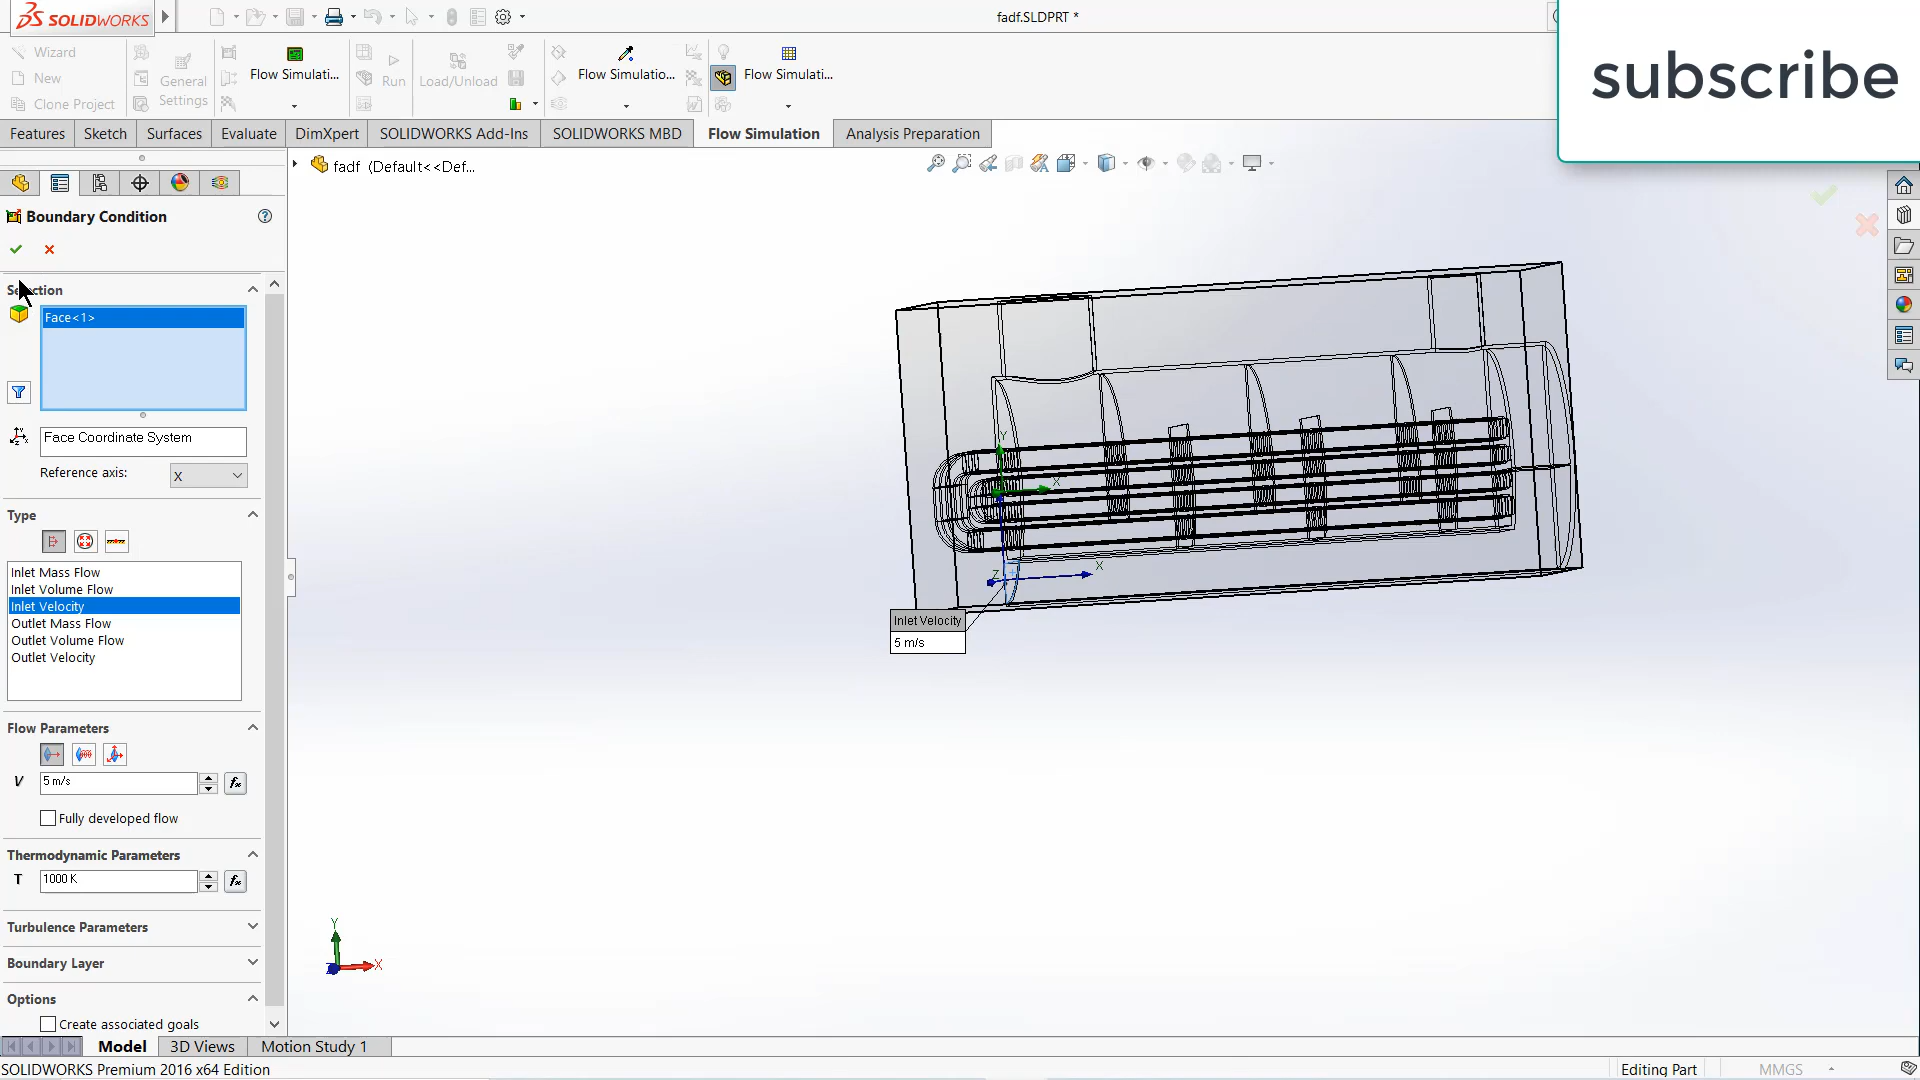 SOLIDWORKS
fadf.SLDPRT *
subscribe
Wizard
New
Clone Project
General
Settings
Flow Simulati...
Run
Load/Unload
Flow Simulatio...
Flow Simulati...
Features
Sketch
Surfaces
Evaluate
DimXpert
SOLIDWORKS Add-Ins
SOLIDWORKS MBD
Flow Simulation
Analysis Preparation
fadf (Default<<Def...
Boundary Condition
Selection
Face<1>
Face Coordinate System
Reference axis:
X
Type
Inlet Mass Flow
Inlet Volume Flow
Inlet Velocity
Outlet Mass Flow
Outlet Volume Flow
Outlet Velocity
Flow Parameters
V
5 m/s
Fully developed flow
Thermodynamic Parameters
T
1000 K
Turbulence Parameters
Boundary Layer
Options
Create associated goals
Y
X
Z
X
Inlet Velocity
5 m/s
Y
X
Model
3D Views
Motion Study 1
SOLIDWORKS Premium 2016 x64 Edition
Editing Part
MMGS